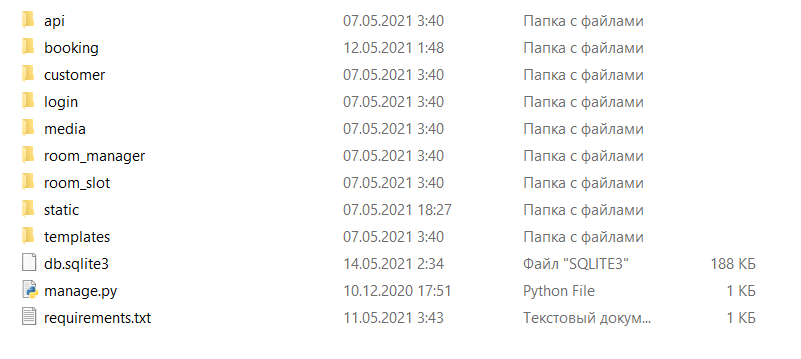 api 07.05.2021 3:40 Папка с файлами
booking 12.05.2021 1:48 Папка с файлами
customer 07.05.2021 3:40 Папка с файлами
login 07.05.2021 3:40 Папка с файлами
media 07.05.2021 3:40 Папка с файлами
room_manager 07.05.2021 3:40 Папка с файлами
room_slot 07.05.2021 3:40 Папка с файлами
static 07.05.2021 18:27 Папка с файлами
templates 07.05.2021 3:40 Папка с файлами
db.sqlite3 14.05.2021 2:34 Файл "SQLITE3" 188 КБ
manage.py 10.12.2020 17:51 Python File 1 КБ
requirements.txt 11.05.2021 3:43 Текстовый докум... 1 КБ